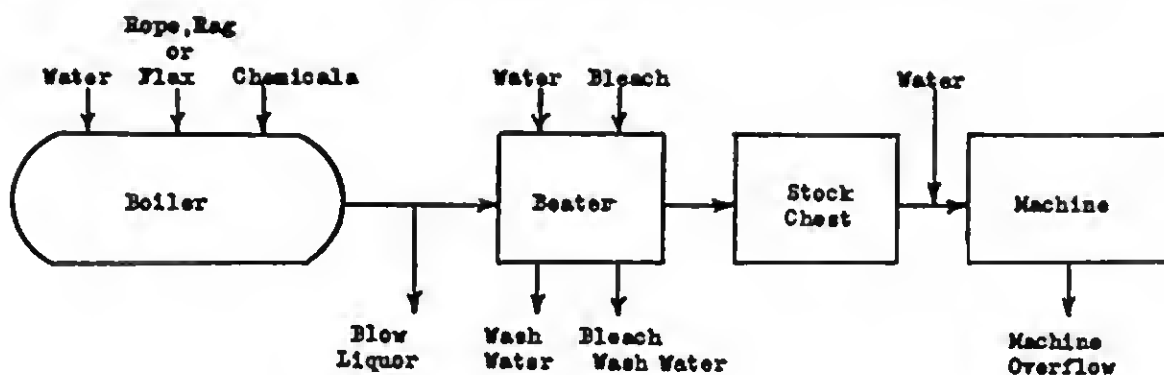 Rope, Rag
or
Water Flax Chemicala
Water Bleach
Water
Boiler
Beater
Stock
Chest
Machine
Blow
Liquor
Wash
Water
Bleach
Wash Water
Machine
Overflow